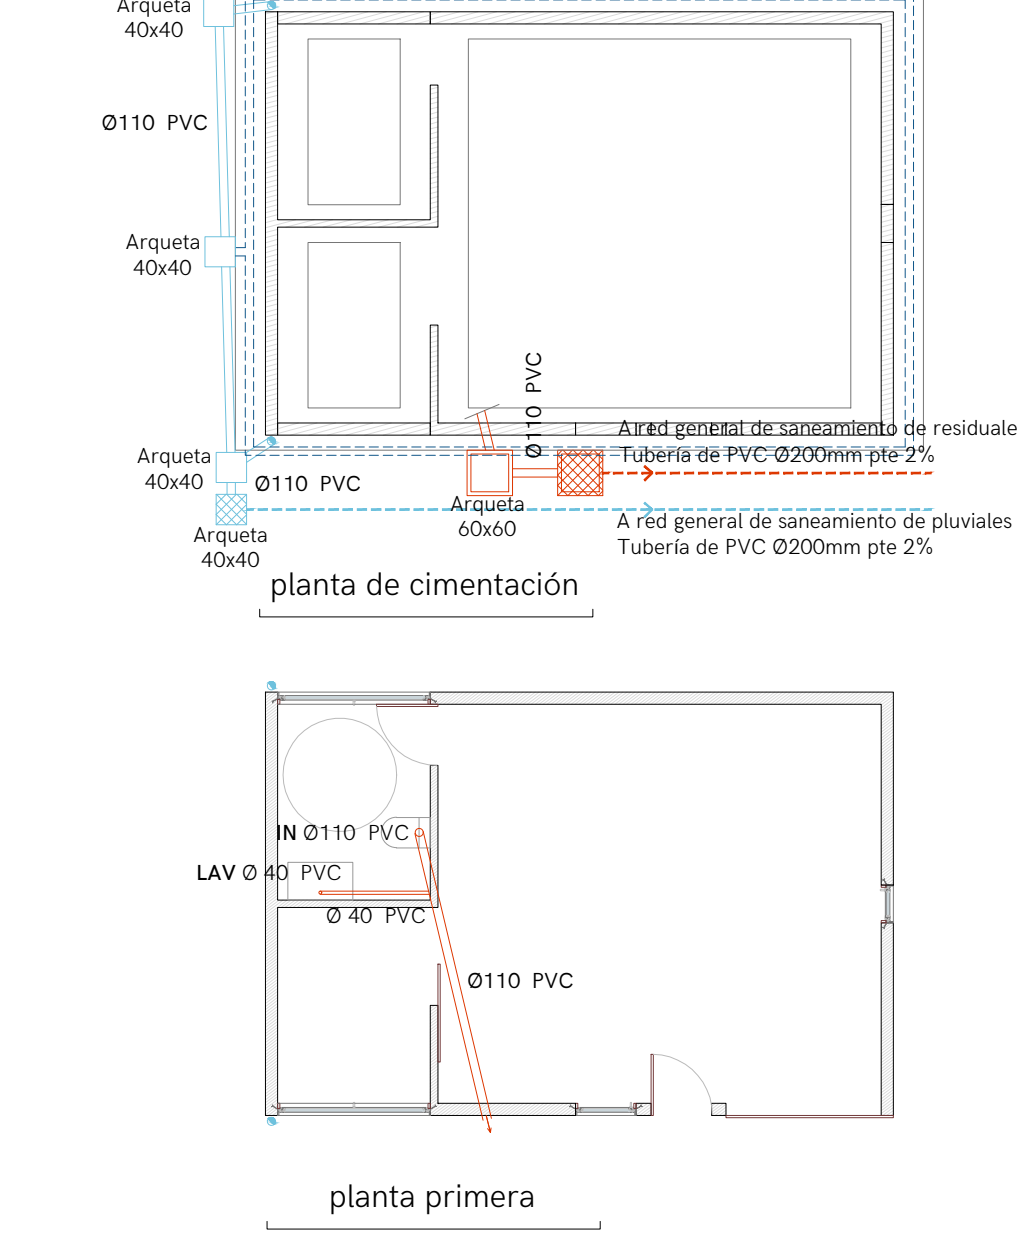 Arqueta
40x40
Ø110 PVC
Arqueta
40x40
Ø110 PVC
A red general de saneamiento de residuale
Tubería de PVC Ø200mm pte 2%
Arqueta
40x40
Ø110 PVC
Arqueta
60x60
A red general de saneamiento de pluviales
Tubería de PVC Ø200mm pte 2%
Arqueta
40x40
planta de cimentación
IN Ø110 PVC
LAV Ø 40 PVC
Ø 40 PVC
Ø110 PVC
planta primera